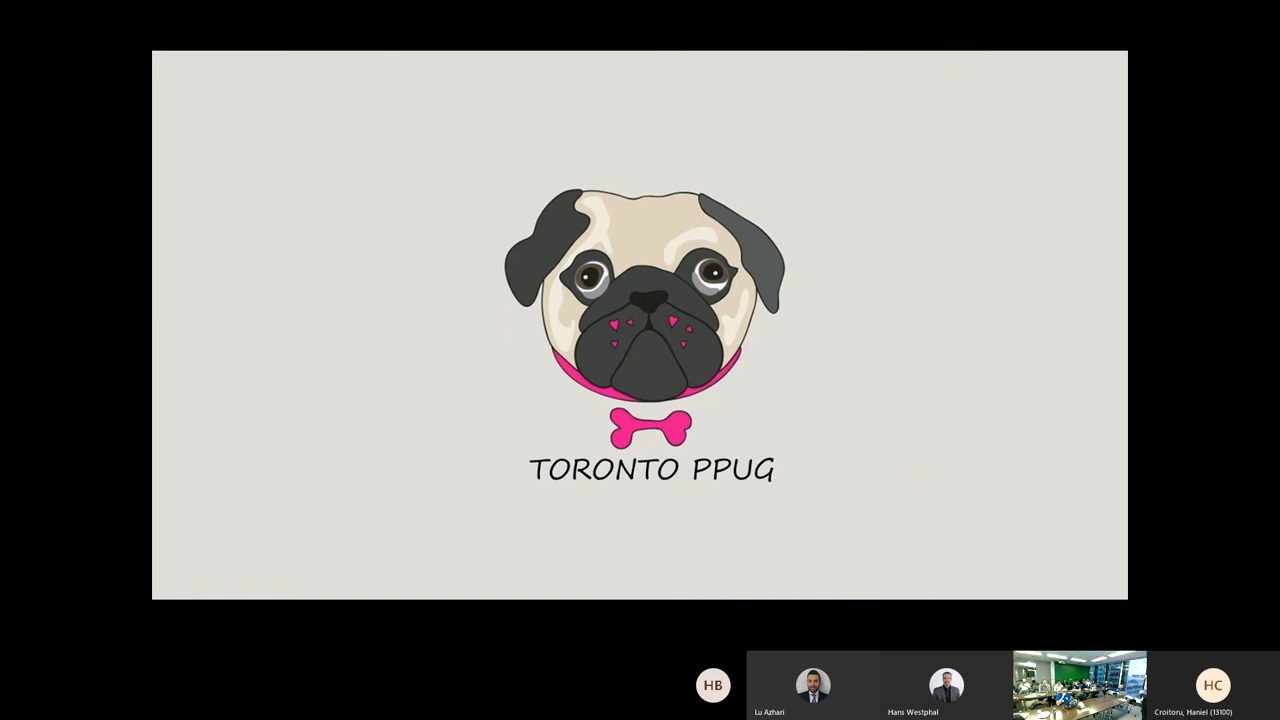 TORONTO PPUG
HB
Lu Azhari
Hans Westphal
HC
Croitoru, Haniel (13100)